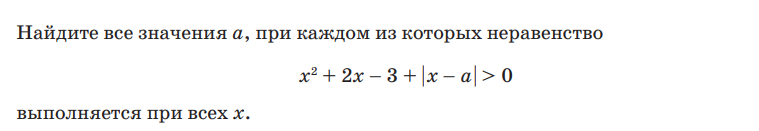 Найдите все значения a, при каждом из которых неравенство
x² + 2x – 3 + |x – a| > 0
выполняется при всех x.